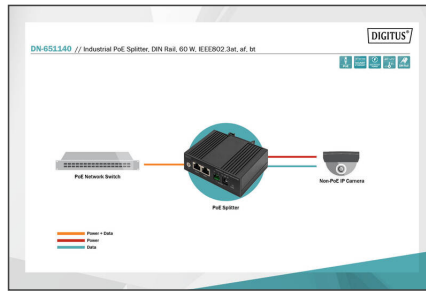 DIGITUS®
DN-651140 // Industrial PoE Splitter, DIN Rail, 60 W, IEEE802.3at, af, bt
PoE Network Switch
PoE Splitter
Non-PoE IP Camera
Power + Data
Power
Data